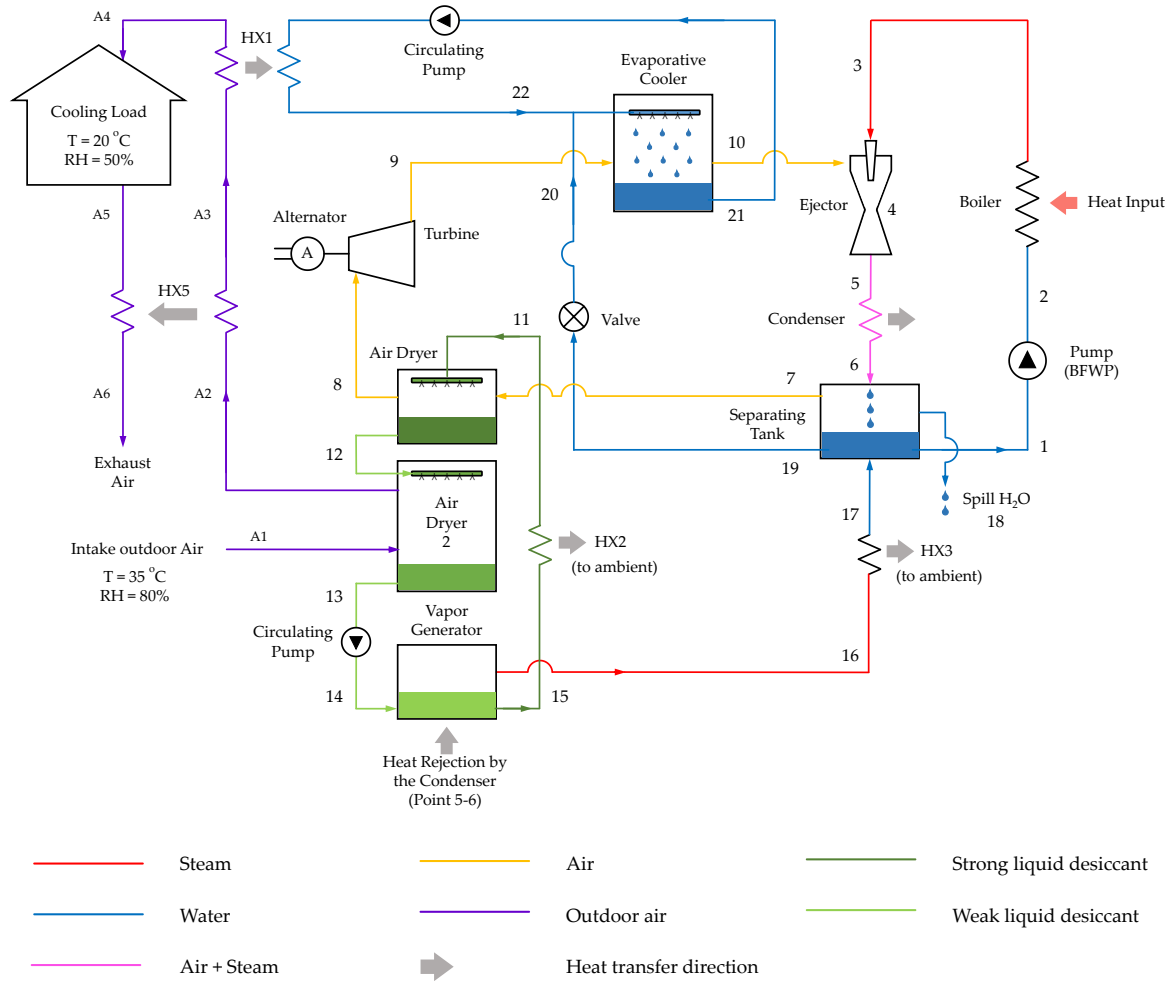 A4
HX1
Circulating
Pump
Evaporative
Cooler
3
Cooling Load
T = 20 °C
RH = 50%
22
9
10
20
21
Ejector
4
Boiler
Heat Input
A5
A3
Alternator
A
Turbine
HX5
5
2
11
Valve
Condenser
Air Dryer
6
Pump
(BFWP)
8
7
A6
A2
Separating
Tank
Exhaust
Air
12
19
1
Air
Dryer
2
Spill H₂O
18
17
Intake outdoor Air
A1
T = 35 °C
RH = 80%
HX2
(to ambient)
HX3
(to ambient)
13
Vapor
Generator
Circulating
Pump
16
14
15
Heat Rejection by
the Condenser
(Point 5-6)
Steam
Air
Strong liquid desiccant
Water
Outdoor air
Weak liquid desiccant
Air + Steam
Heat transfer direction